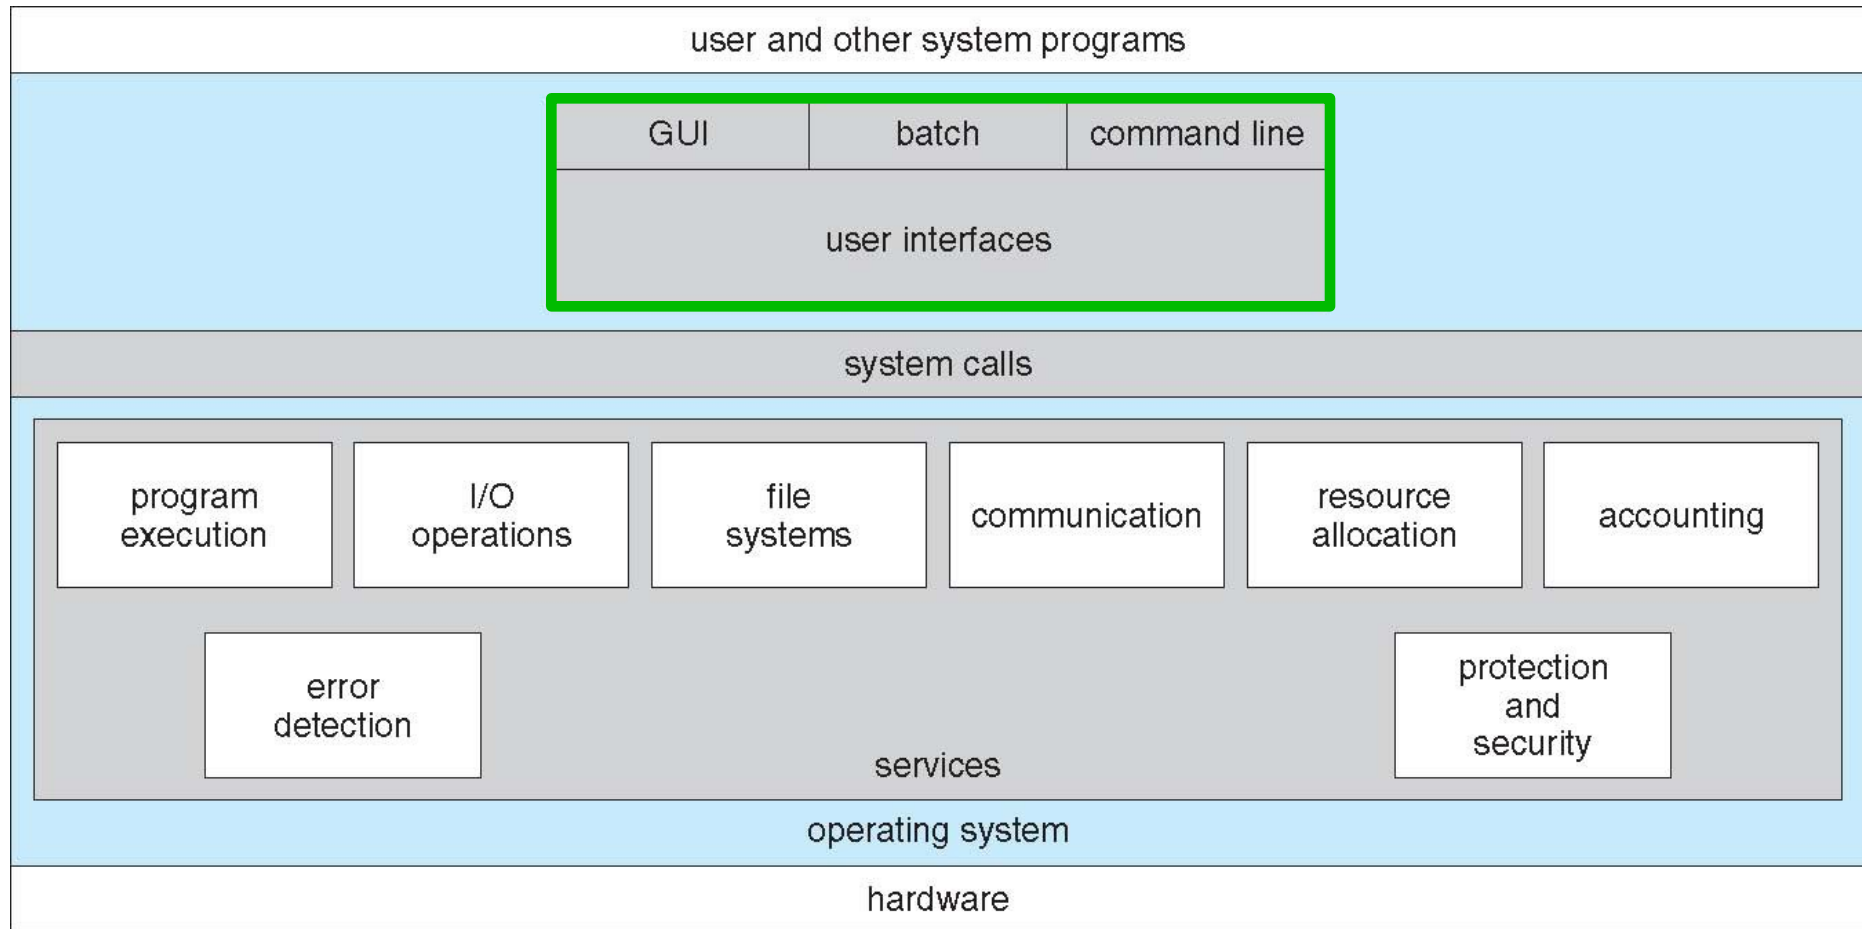 user and other system programs
GUI
batch
command line
user interfaces
system calls
program
execution
I/O
operations
file
systems
communication
resource
allocation
accounting
error
detection
protection
and
security
services
operating system
hardware